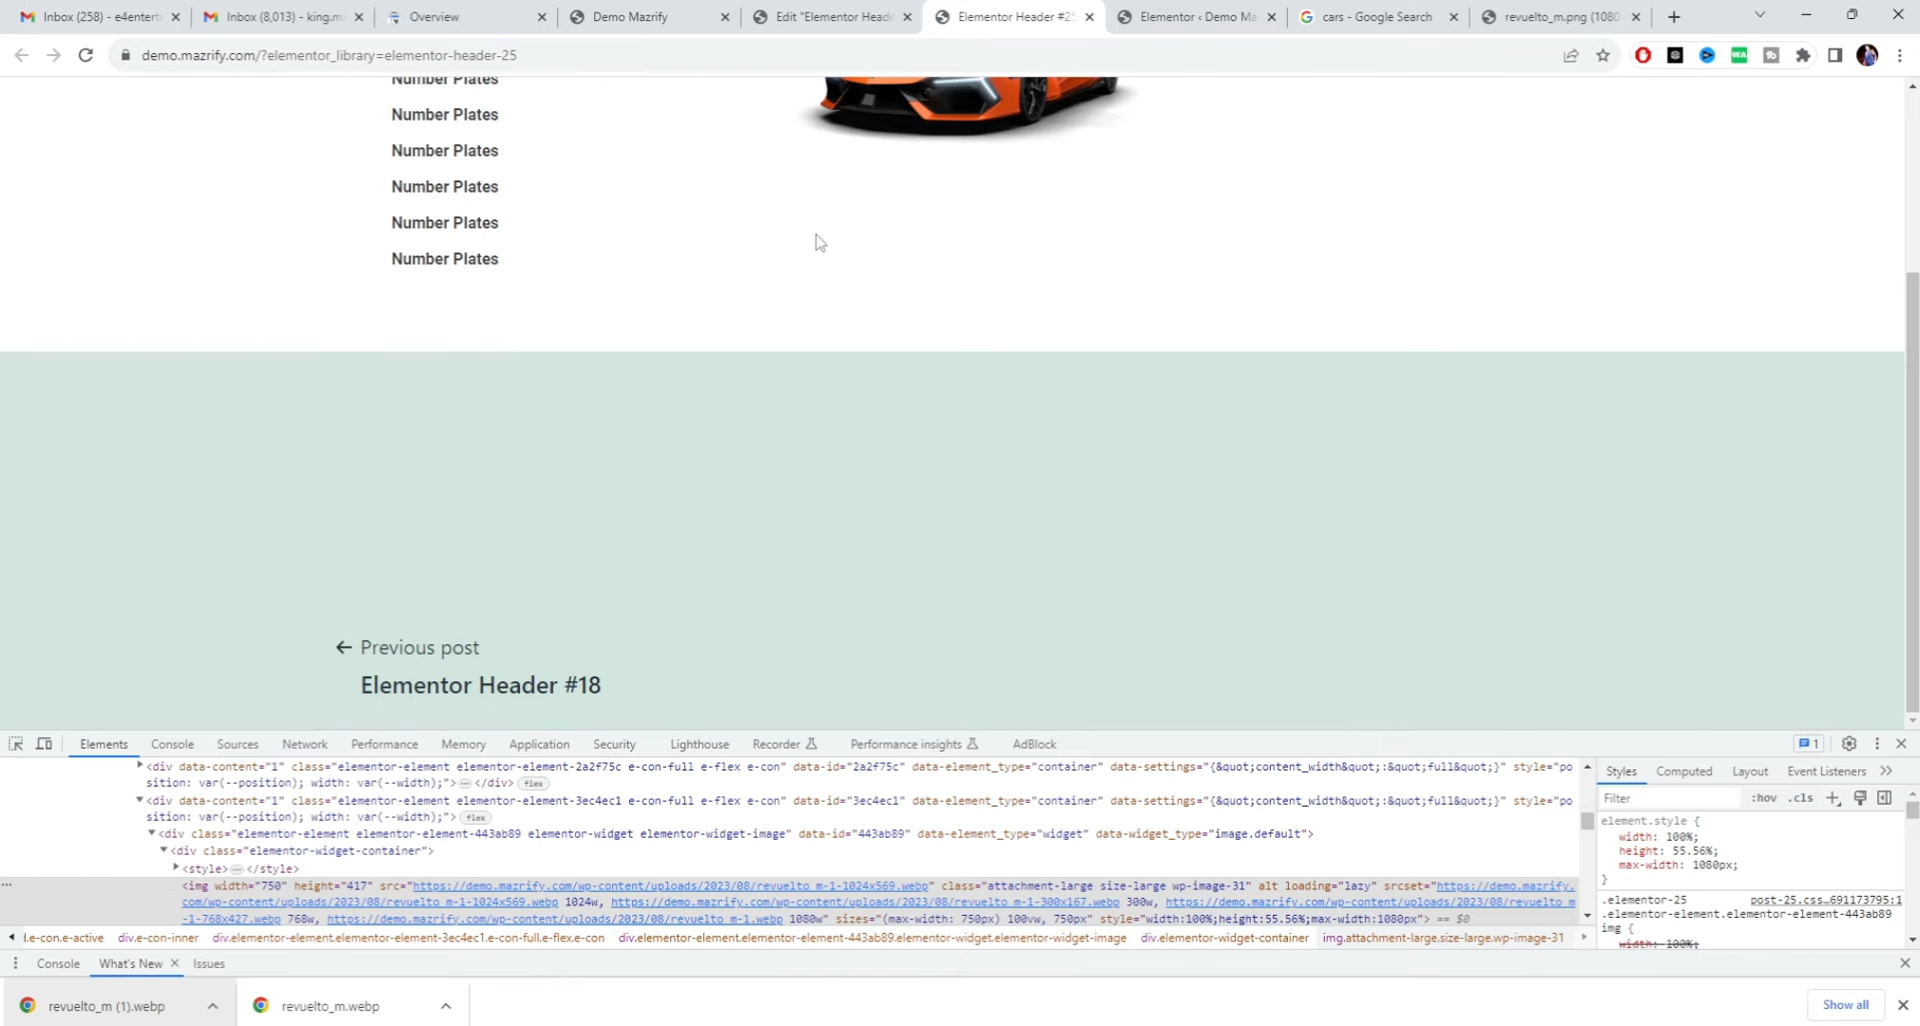 Inbox (258) - e4entert
Inbox (8,013) - king.m
Overview
Demo Mazrify
Edit "Elementor Heade
Elementor Header #25
Elementor ‹ Demo Ma
cars - Google Search
revuelto_m.png (1080
demo.mazrify.com/?elementor_library=elementor-header-25
Number Plates
Number Plates
Number Plates
Number Plates
Number Plates
Number Plates
← Previous post
Elementor Header #18
Elements Console Sources Network Performance Memory Application Security Lighthouse Recorder Performance insights AdBlock 1
<div data-content="1" class="elementor-element elementor-element-2a2f75c e-con-full e-flex e-con" data-id="2a2f75c" data-element_type="container" data-settings="{&quot;content_width&quot;:&quot;full&quot;}" style="po
sition: var(--position); width: var(--width);">…</div> flex
<div data-content="1" class="elementor-element elementor-element-3ec4ec1 e-con-full e-flex e-con" data-id="3ec4ec1" data-element_type="container" data-settings="{&quot;content_width&quot;:&quot;full&quot;}" style="po
sition: var(--position); width: var(--width);"> flex
<div class="elementor-element elementor-element-443ab89 elementor-widget elementor-widget-image" data-id="443ab89" data-element_type="widget" data-widget_type="image.default">
<div class="elementor-widget-container">
<style>…</style>
<img width="750" height="417" src="https://demo.mazrify.com/wp-content/uploads/2023/08/revuelto_m-1-1024x569.webp" class="attachment-large size-large wp-image-31" alt loading="lazy" srcset="https://demo.mazrify.
com/wp-content/uploads/2023/08/revuelto_m-1-1024x569.webp 1024w, https://demo.mazrify.com/wp-content/uploads/2023/08/revuelto_m-1-300x167.webp 300w, https://demo.mazrify.com/wp-content/uploads/2023/08/revuelto_m
-1-768x427.webp 768w, https://demo.mazrify.com/wp-content/uploads/2023/08/revuelto_m-1.webp 1080w" sizes="(max-width: 750px) 100vw, 750px" style="width:100%;height:55.56%;max-width:1080px"> == $0
l.e-con.e-active div.e-con-inner div.elementor-element.elementor-element-3ec4ec1.e-con-full.e-flex.e-con div.elementor-element.elementor-element-443ab89.elementor-widget.elementor-widget-image div.elementor-widget-container img.attachment-large.size-large.wp-image-31
Styles Computed Layout Event Listeners
Filter :hov .cls
element.style {
width: 100%;
height: 55.56%;
max-width: 1080px;
}
.elementor-25 post-25.css…691173795:1
.elementor-element.elementor-element-443ab89
img {
width: 100%;
Console What's New Issues
revuelto_m (1).webp
revuelto_m.webp
Show all